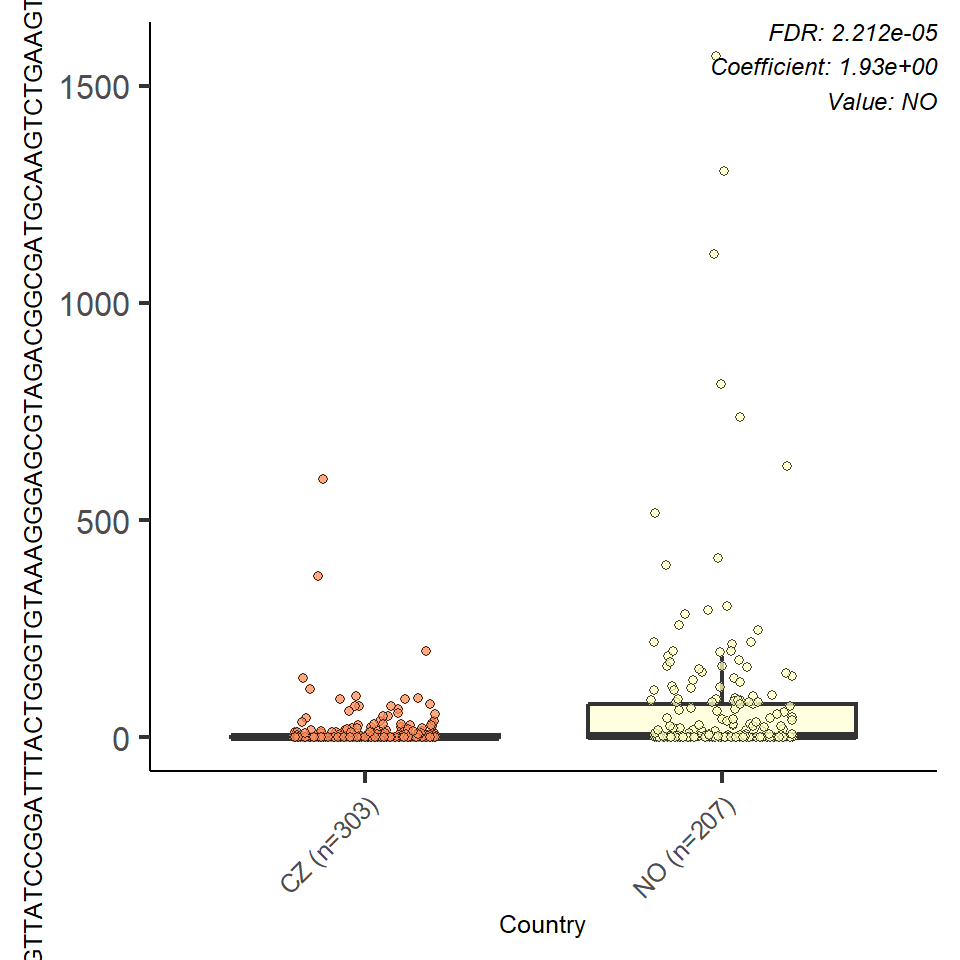 GTTATCCGGATTTACTGGGTGTAAAGGGAGCGTAGACGGCGATGCAAGTCTGAAGT
FDR: 2.212e-05
Coefficient: 1.93e+00
Value: NO
1500
1000
500
0
CZ (n=303)
NO (n=207)
Country